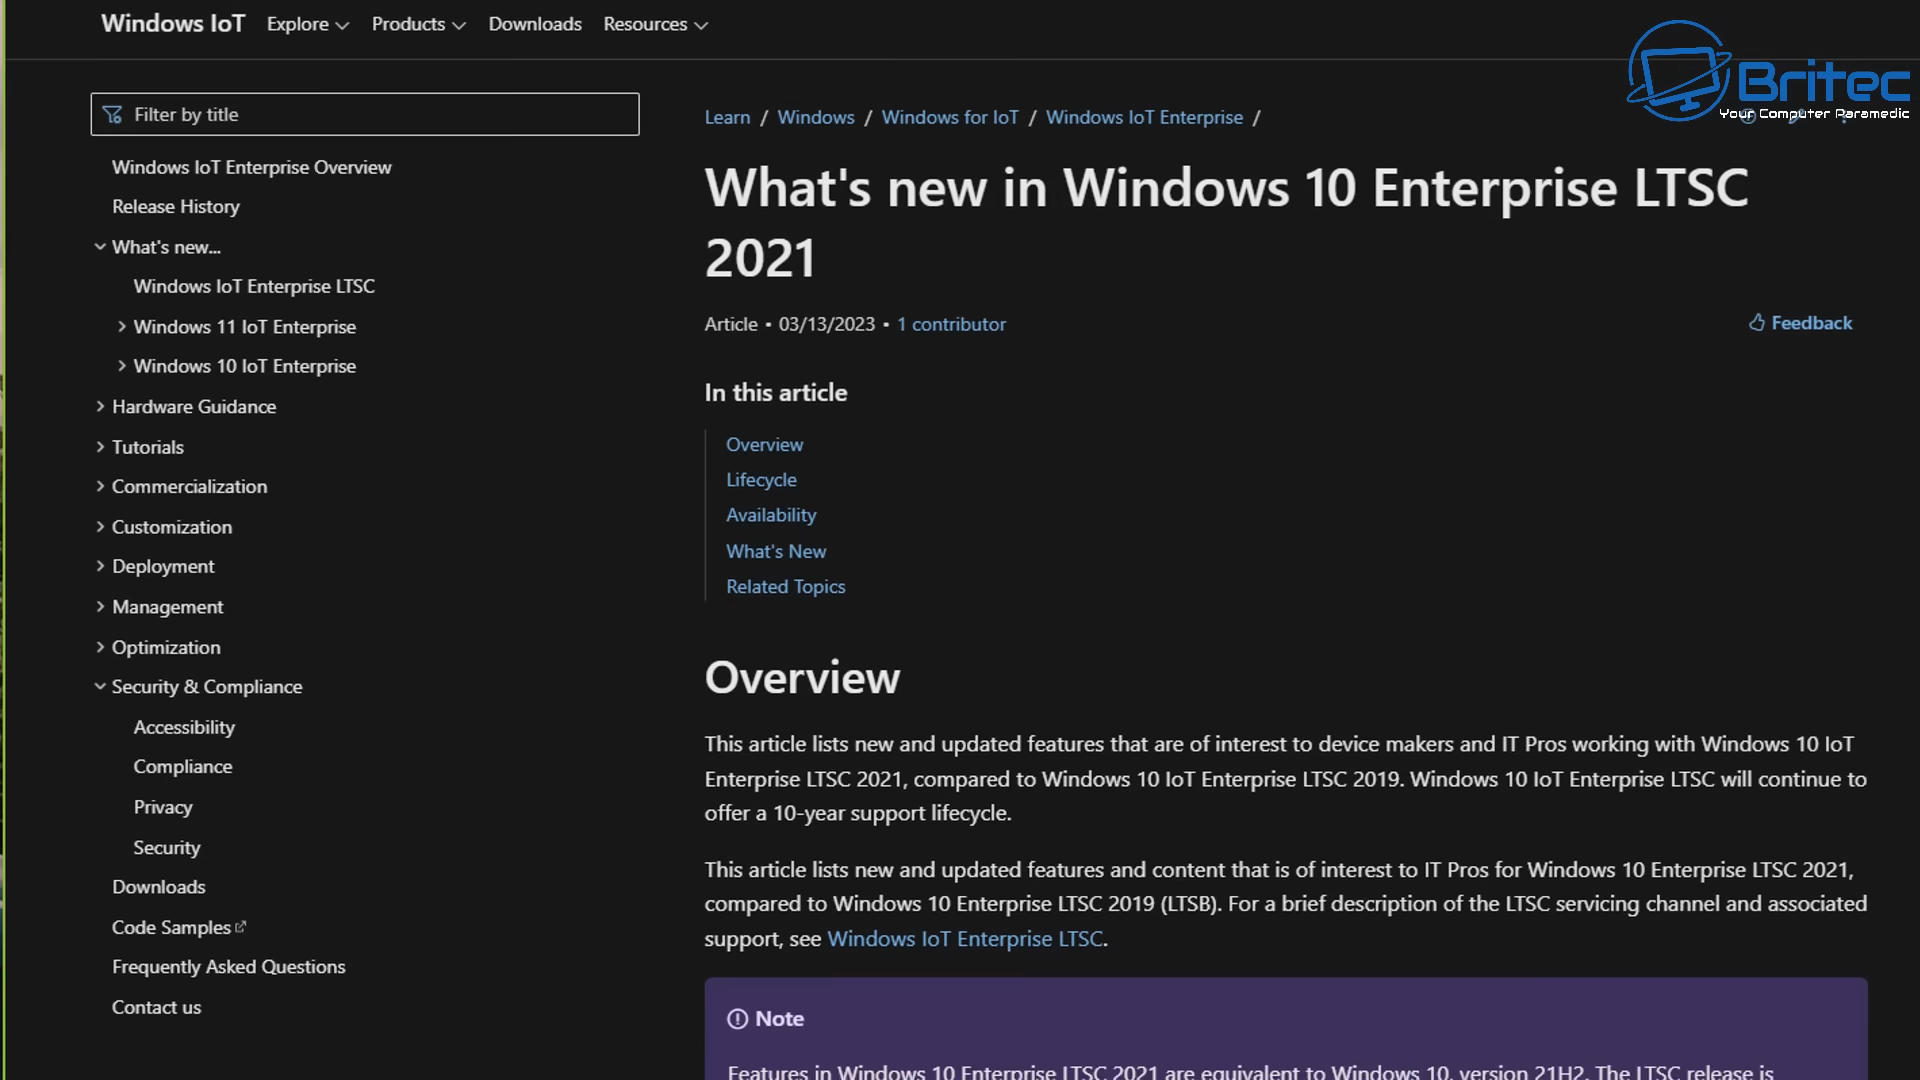 Windows IoT Explore Products Downloads Resources
Britec
Your Computer Paramedic
Filter by title
Windows IoT Enterprise Overview
Release History
What's new...
Windows IoT Enterprise LTSC
Windows 11 IoT Enterprise
Windows 10 IoT Enterprise
Hardware Guidance
Tutorials
Commercialization
Customization
Deployment
Management
Optimization
Security & Compliance
Accessibility
Compliance
Privacy
Security
Downloads
Code Samples
Frequently Asked Questions
Contact us
Learn / Windows / Windows for IoT / Windows IoT Enterprise /
What's new in Windows 10 Enterprise LTSC
2021
Article • 03/13/2023 • 1 contributor
Feedback
In this article
Overview
Lifecycle
Availability
What's New
Related Topics
Overview
This article lists new and updated features that are of interest to device makers and IT Pros working with Windows 10 IoT
Enterprise LTSC 2021, compared to Windows 10 IoT Enterprise LTSC 2019. Windows 10 IoT Enterprise LTSC will continue to
offer a 10-year support lifecycle.
This article lists new and updated features and content that is of interest to IT Pros for Windows 10 Enterprise LTSC 2021,
compared to Windows 10 Enterprise LTSC 2019 (LTSB). For a brief description of the LTSC servicing channel and associated
support, see Windows IoT Enterprise LTSC.
Note
Features in Windows 10 Enterprise LTSC 2021 are equivalent to Windows 10, version 21H2. The LTSC release is